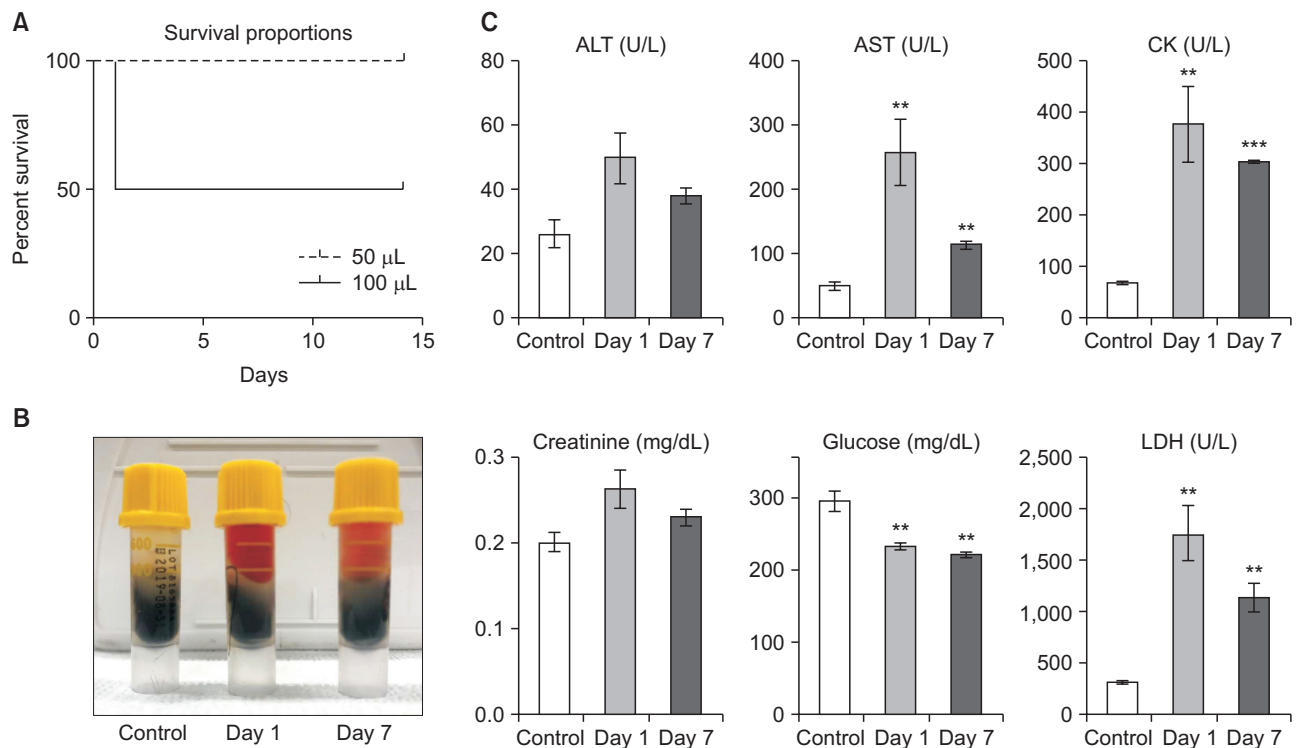 A
Survival proportions
100
50
0
Percent survival
0 5 10 15
Days
50 μL
100 μL
B
600
2019-06-
Control Day 1 Day 7
C
ALT (U/L)
80
60
40
20
0
Control Day 1 Day 7
AST (U/L)
400
300
200
100
0
**
**
Control Day 1 Day 7
CK (U/L)
500
400
300
200
100
0
**
***
Control Day 1 Day 7
Creatinine (mg/dL)
0.3
0.2
0.1
0.0
Control Day 1 Day 7
Glucose (mg/dL)
300
200
100
0
**
**
Control Day 1 Day 7
LDH (U/L)
2,500
2,000
1,500
1,000
500
0
**
**
Control Day 1 Day 7